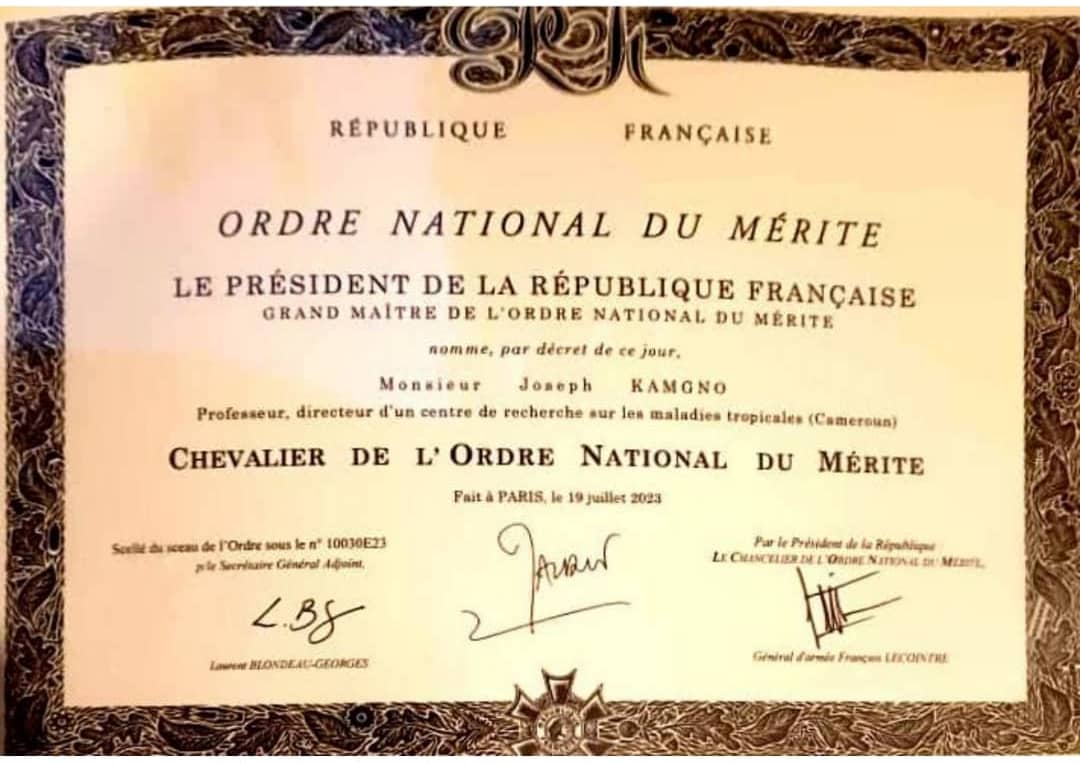 RÉPUBLIQUE FRANÇAISE
ORDRE NATIONAL DU MÉRITE
LE PRÉSIDENT DE LA RÉPUBLIQUE FRANÇAISE
GRAND MAÎTRE DE L'ORDRE NATIONAL DU MÉRITE
nomme, par décret de ce jour,
Monsieur Joseph KAMGNO
Professeur, directeur d'un centre de recherche sur les maladies tropicales (Cameroun)
CHEVALIER DE L'ORDRE NATIONAL DU MÉRITE
Fait à PARIS, le 19 juillet 2023
Scellé du sceau de l'Ordre sous le n° 10030E23
p/le Secrétaire Général Adjoint,
L.BG
Laurent BLONDEAU-GEORGES
Par le Président de la République
LE CHANCELIER DE L'ORDRE NATIONAL DU MÉRITE,
Général d'armée François LECOINTRE